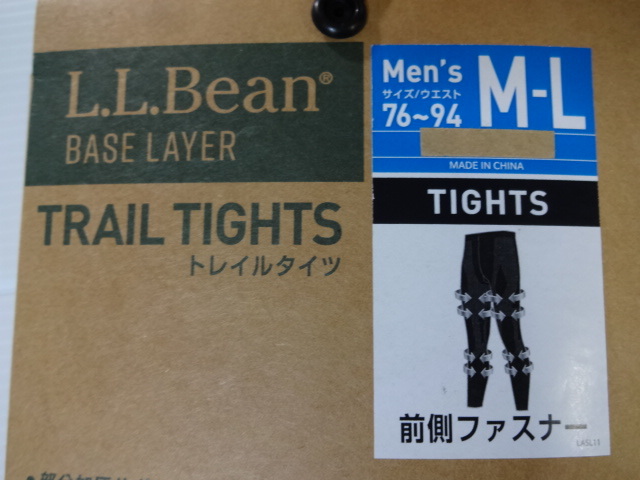 L.L.Bean®
BASE LAYER
TRAIL TIGHTS
トレイルタイツ
Men's
サイズ/ウエスト
76~94
M-L
MADE IN CHINA
TIGHTS
前側ファスナー
LASL11